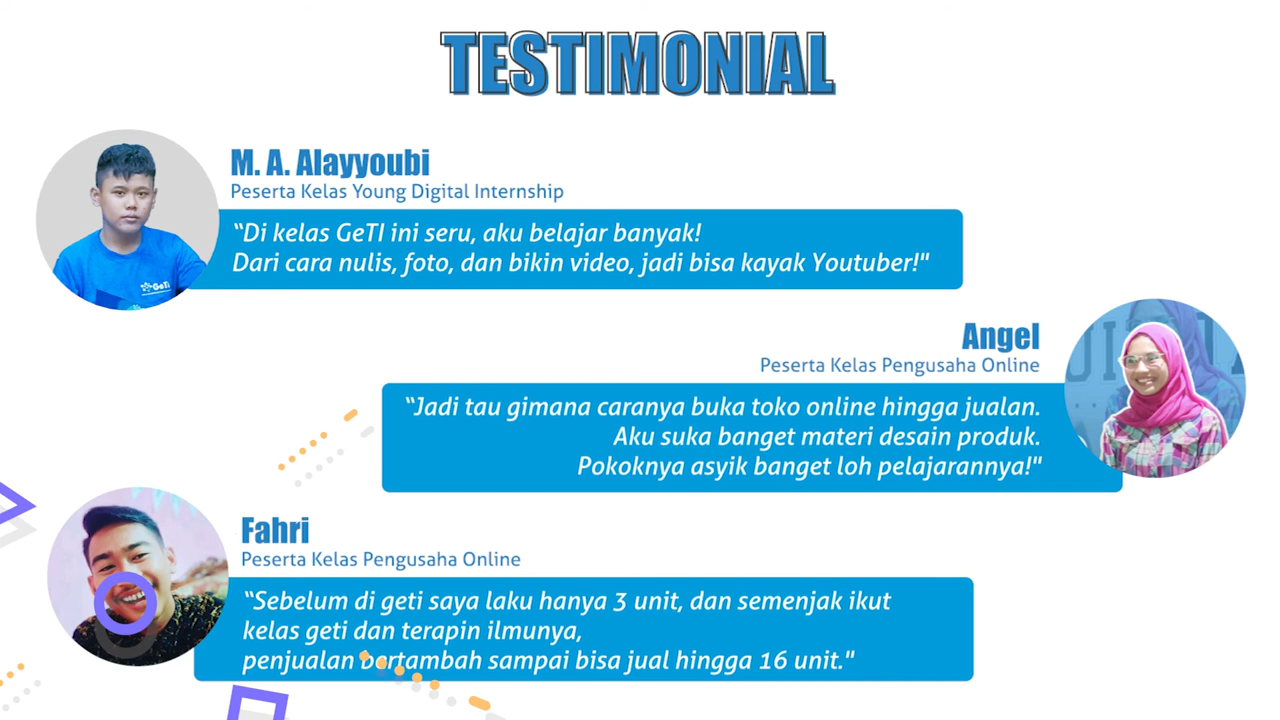 TESTIMONIAL
M. A. Alayyoubi
Peserta Kelas Young Digital Internship
“Di kelas GeTI ini seru, aku belajar banyak!
Dari cara nulis, foto, dan bikin video, jadi bisa kayak Youtuber!"
GeTI
Angel
Peserta Kelas Pengusaha Online
“Jadi tau gimana caranya buka toko online hingga jualan.
Aku suka banget materi desain produk.
Pokoknya asyik banget loh pelajarannya!"
Fahri
Peserta Kelas Pengusaha Online
“Sebelum di geti saya laku hanya 3 unit, dan semenjak ikut
kelas geti dan terapin ilmunya,
penjualan bertambah sampai bisa jual hingga 16 unit."